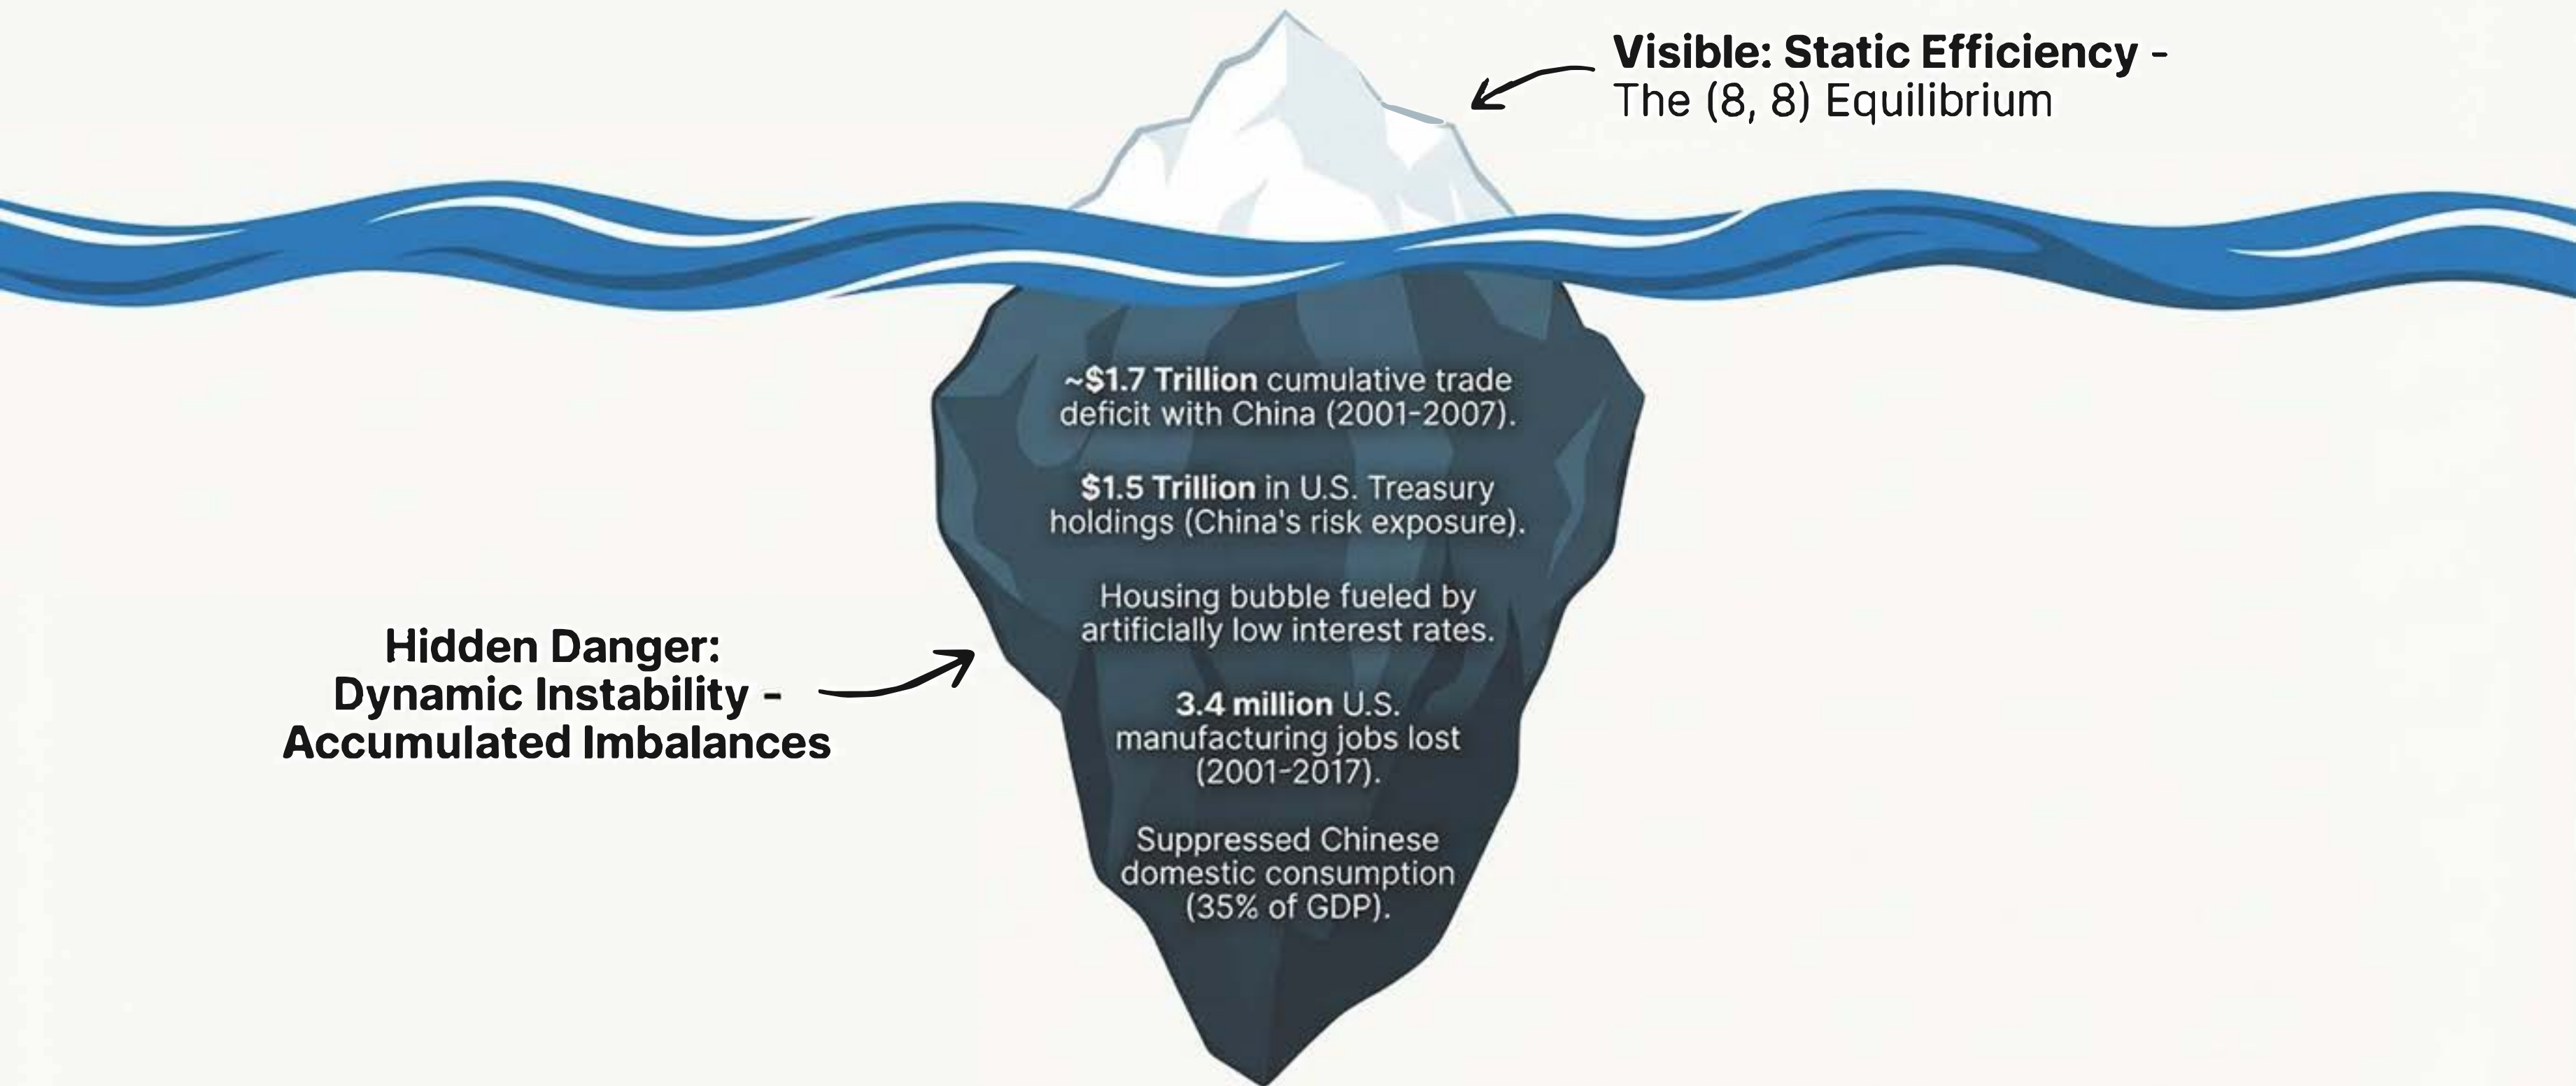 Visible: Static Efficiency -
The (8, 8) Equilibrium
~$1.7 Trillion cumulative trade
deficit with China (2001-2007).
$1.5 Trillion in U.S. Treasury
holdings (China's risk exposure).
Housing bubble fueled by
artificially low interest rates.
Hidden Danger:
Dynamic Instability -
Accumulated Imbalances
3.4 million U.S.
manufacturing jobs lost
(2001-2017).
Suppressed Chinese
domestic consumption
(35% of GDP).